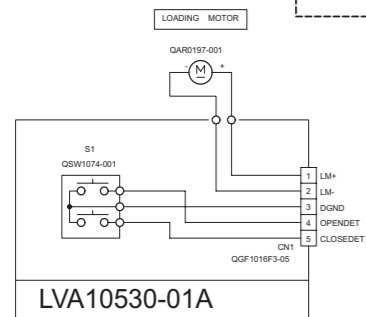 LOADING MOTOR
QAR0197-001
- M +
S1
QSW1074-001
1 LM+
2 LM-
3 DGND
4 OPENDET
5 CLOSEDET
CN1
QGF1016F3-05
LVA10530-01A